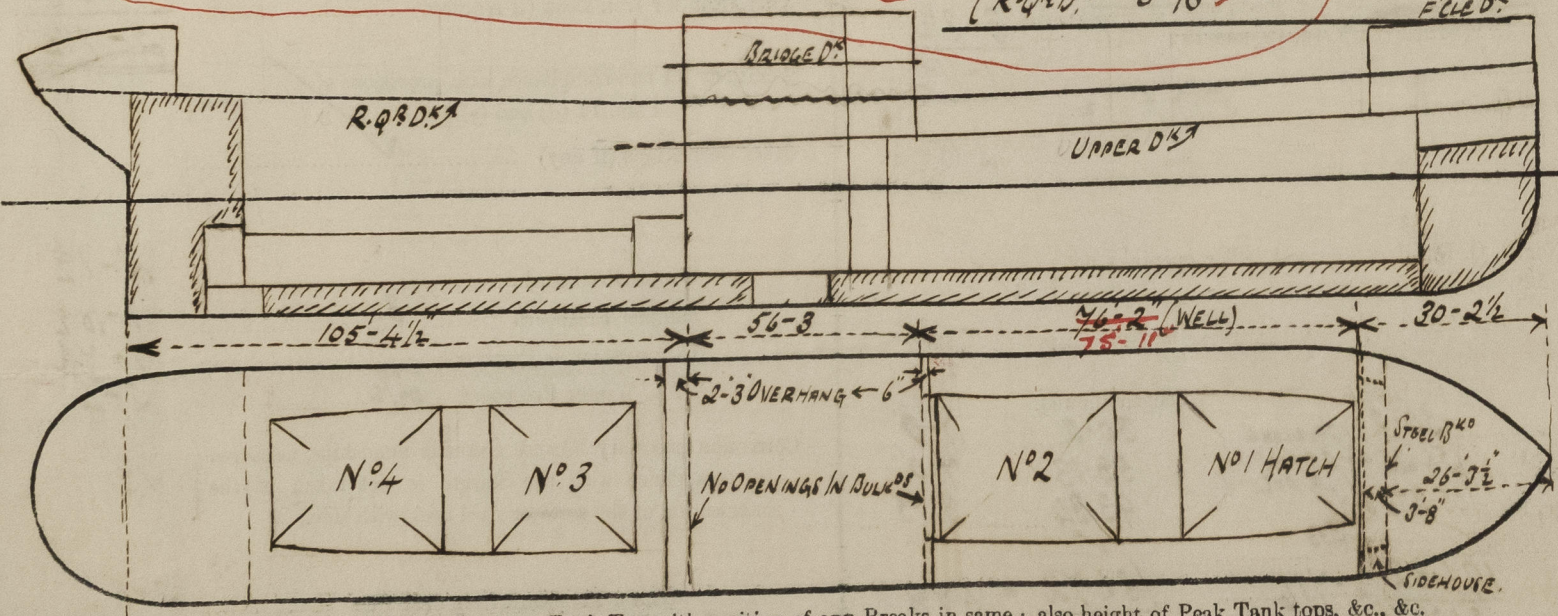 (R.QR.D.
FCLE DK.
BRIDGE DK.
R.QR DK
UPPER DK
105-4½"
56-3
76-2" (WELL)
75-11"
30-2½
2-3" OVERHANG ← 6"
STEEL BKD
No. 4
No. 3
No 2
No 1 HATCH
NO OPENINGS IN BULKDS
26-3½"
3-8"
SIDEHOUSE.
with position of any Breaks in same; also height of Peak Tank tops, &c., &c.